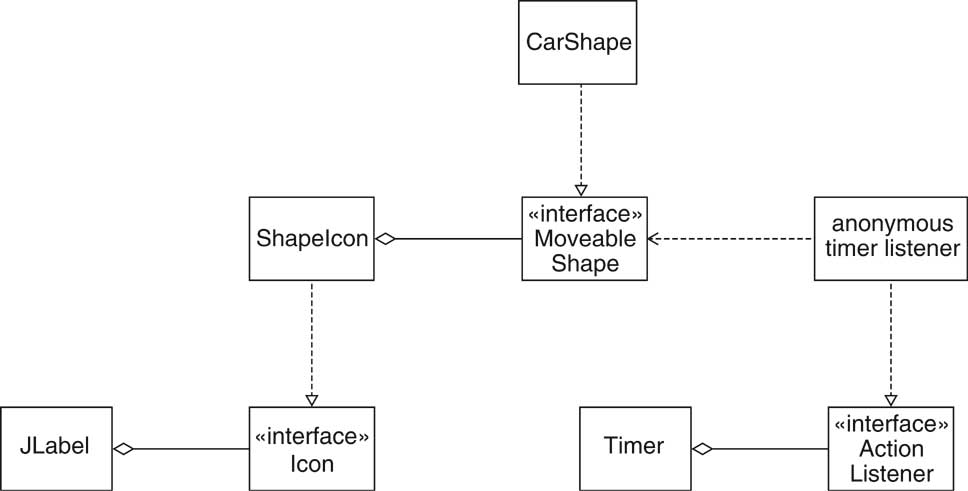 CarShape
ShapeIcon
«interface»
Moveable
Shape
anonymous
timer listener
JLabel
«interface»
Icon
Timer
«interface»
Action
Listener